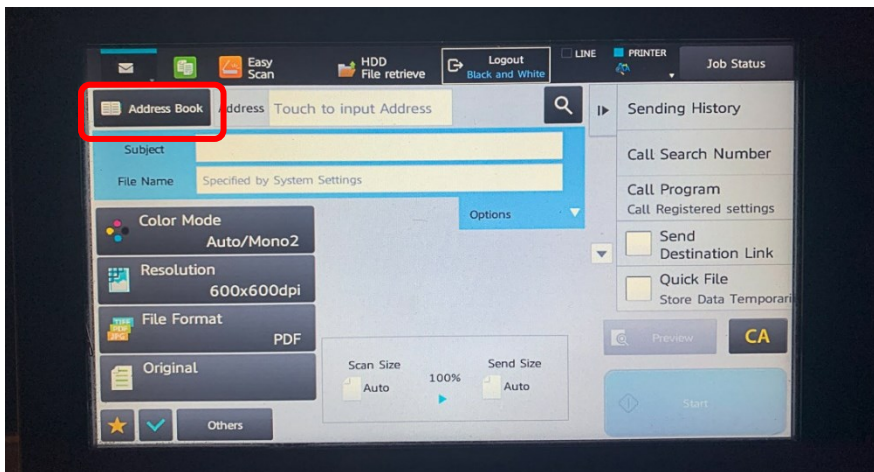 Easy
Scan
HDD
File retrieve
Logout
Black and White
LINE
PRINTER
Job Status
Address Book
Address
Touch to input Address
Subject
File Name
Specified by System Settings
Options
Color Mode
Auto/Mono2
Resolution
600x600dpi
TIFF
PDF
JPG
File Format
PDF
Original
Scan Size
Auto
100%
Send Size
Auto
Others
Sending History
Call Search Number
Call Program
Call Registered settings
Send
Destination Link
Quick File
Store Data Temporari
Preview
CA
Start